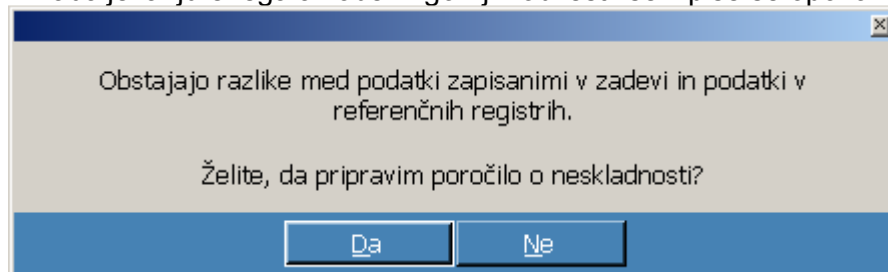 Obstajajo razlike med podatki zapisanimi v zadevi in podatki v
referenčnih registrih.
Želite, da pripravim poročilo o neskladnosti?
Da
Ne